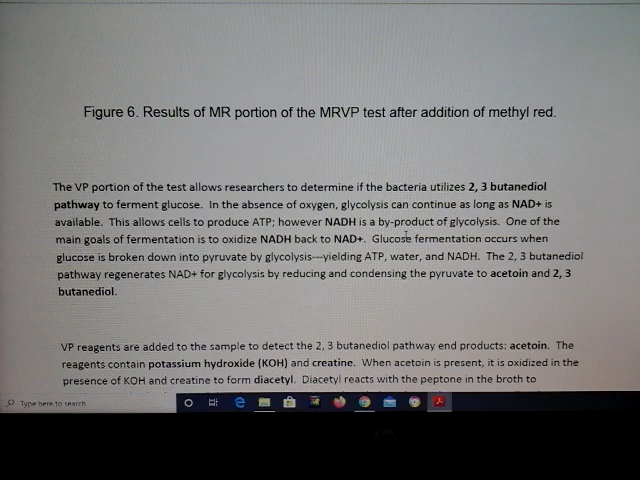 Figure 6. Results of MR portion of the MRVP test after addition of methyl red.
The VP portion of the test allows researchers to determine if the bacteria utilizes 2, 3 butanediol
pathway to ferment glucose. In the absence of oxygen, glycolysis can continue as long as NAD+ is
available. This allows cells to produce ATP; however NADH is a by-product of glycolysis. One of the
main goals of fermentation is to oxidize NADH back to NAD+. Glucose fermentation occurs when
glucose is broken down into pyruvate by glycolysis---yielding ATP, water, and NADH. The 2, 3 butanediol
pathway regenerates NAD+ for glycolysis by reducing and condensing the pyruvate to acetoin and 2, 3
butanediol.
VP reagents are added to the sample to detect the 2, 3 butanediol pathway end products: acetoin. The
reagents contain potassium hydroxide (KOH) and creatine. When acetoin is present, it is oxidized in the
presence of KOH and creatine to form diacetyl. Diacetyl reacts with the peptone in the broth to
Type here to search